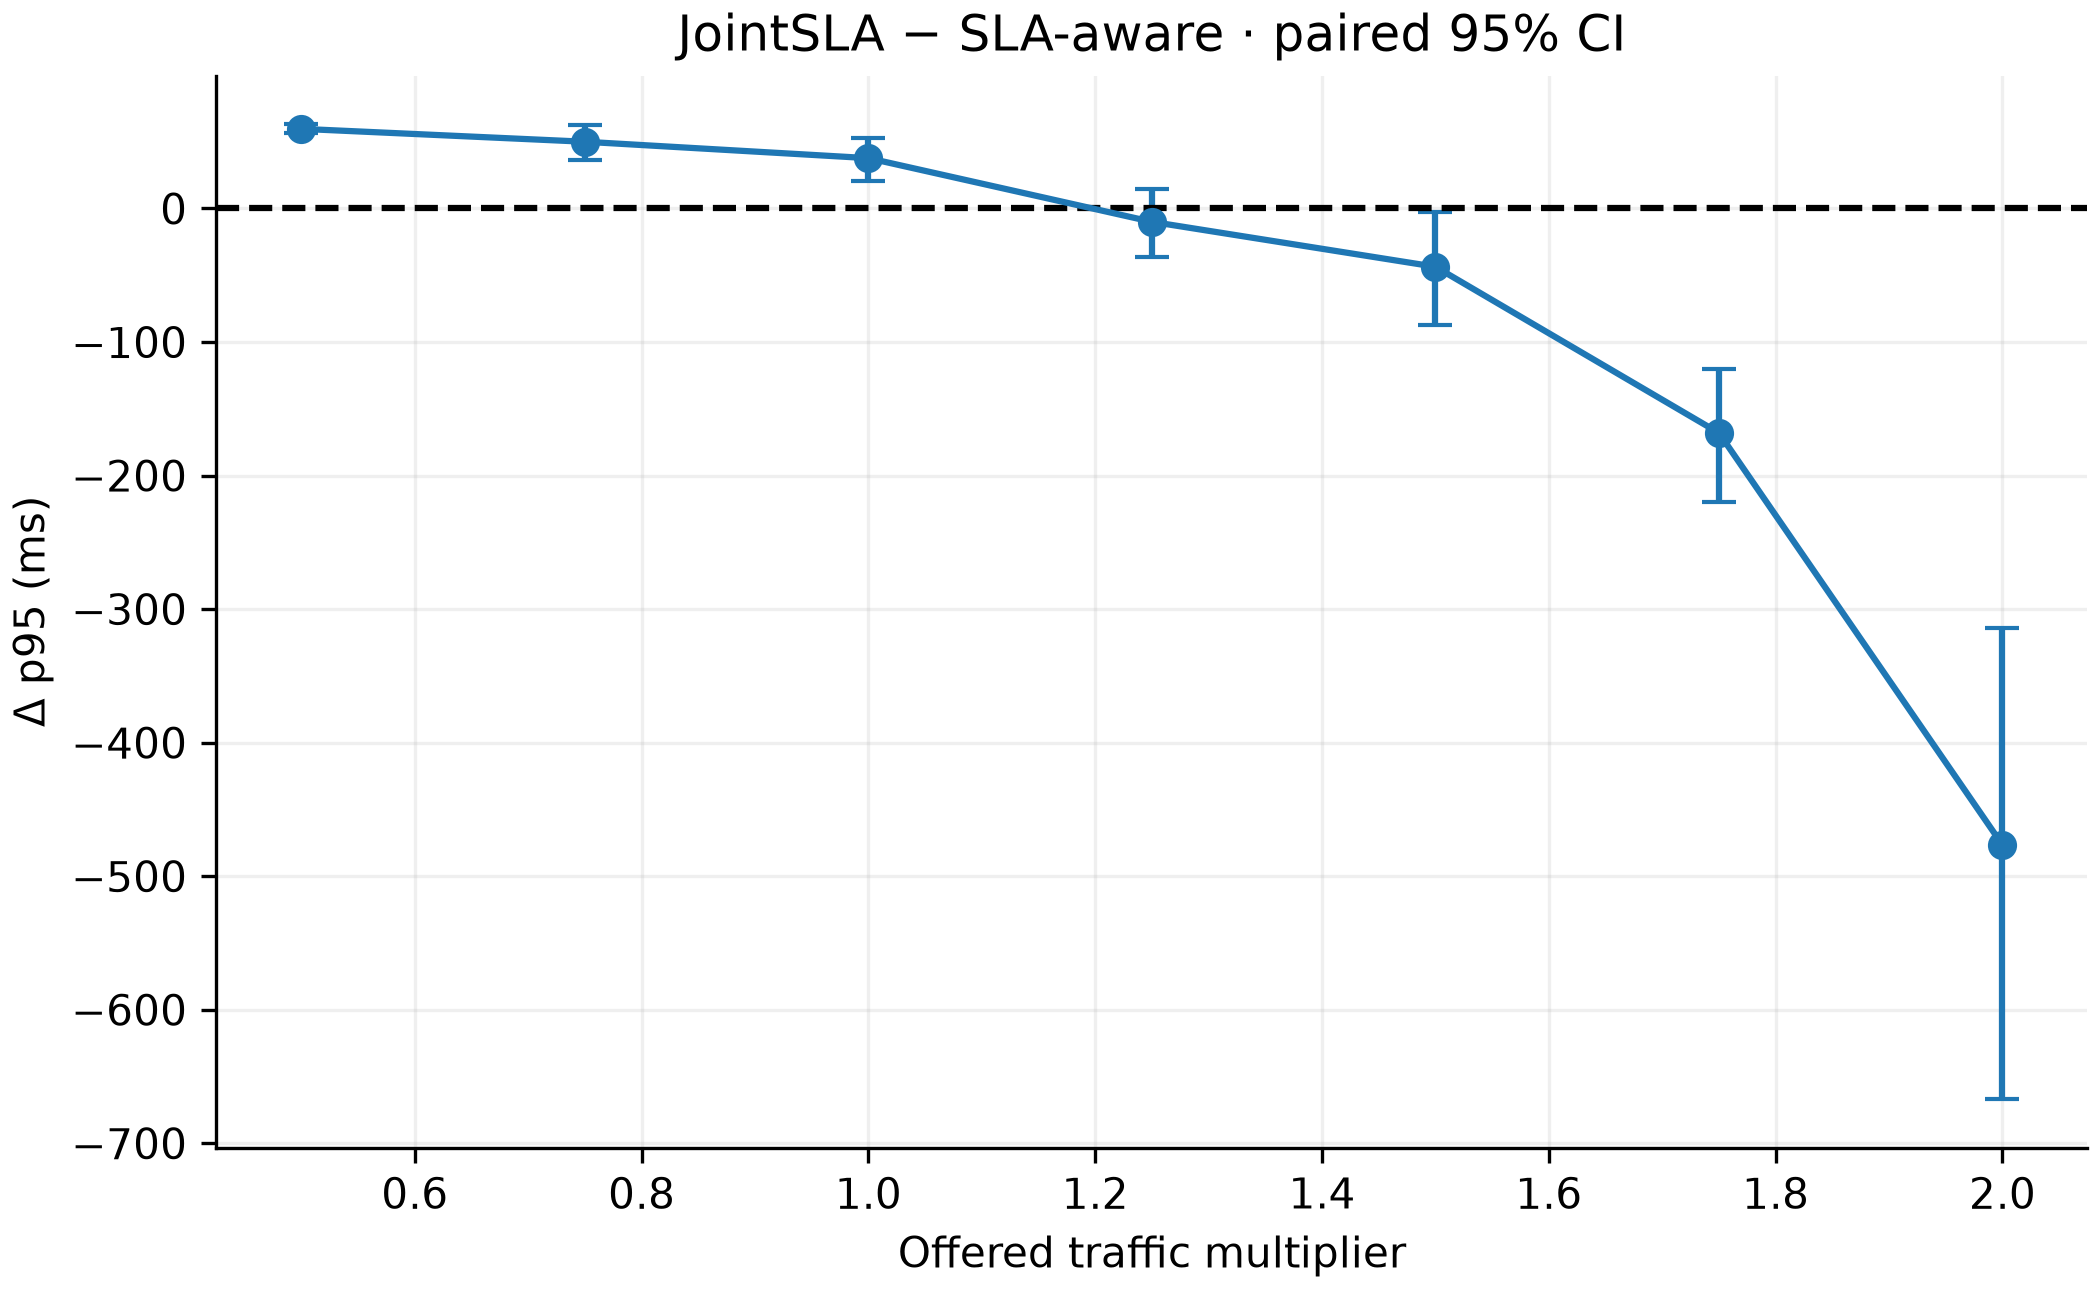 JointSLA − SLA-aware · paired 95% CI
Δ p95 (ms)
0
−100
−200
−300
−400
−500
−600
−700
0.6 0.8 1.0 1.2 1.4 1.6 1.8 2.0
Offered traffic multiplier